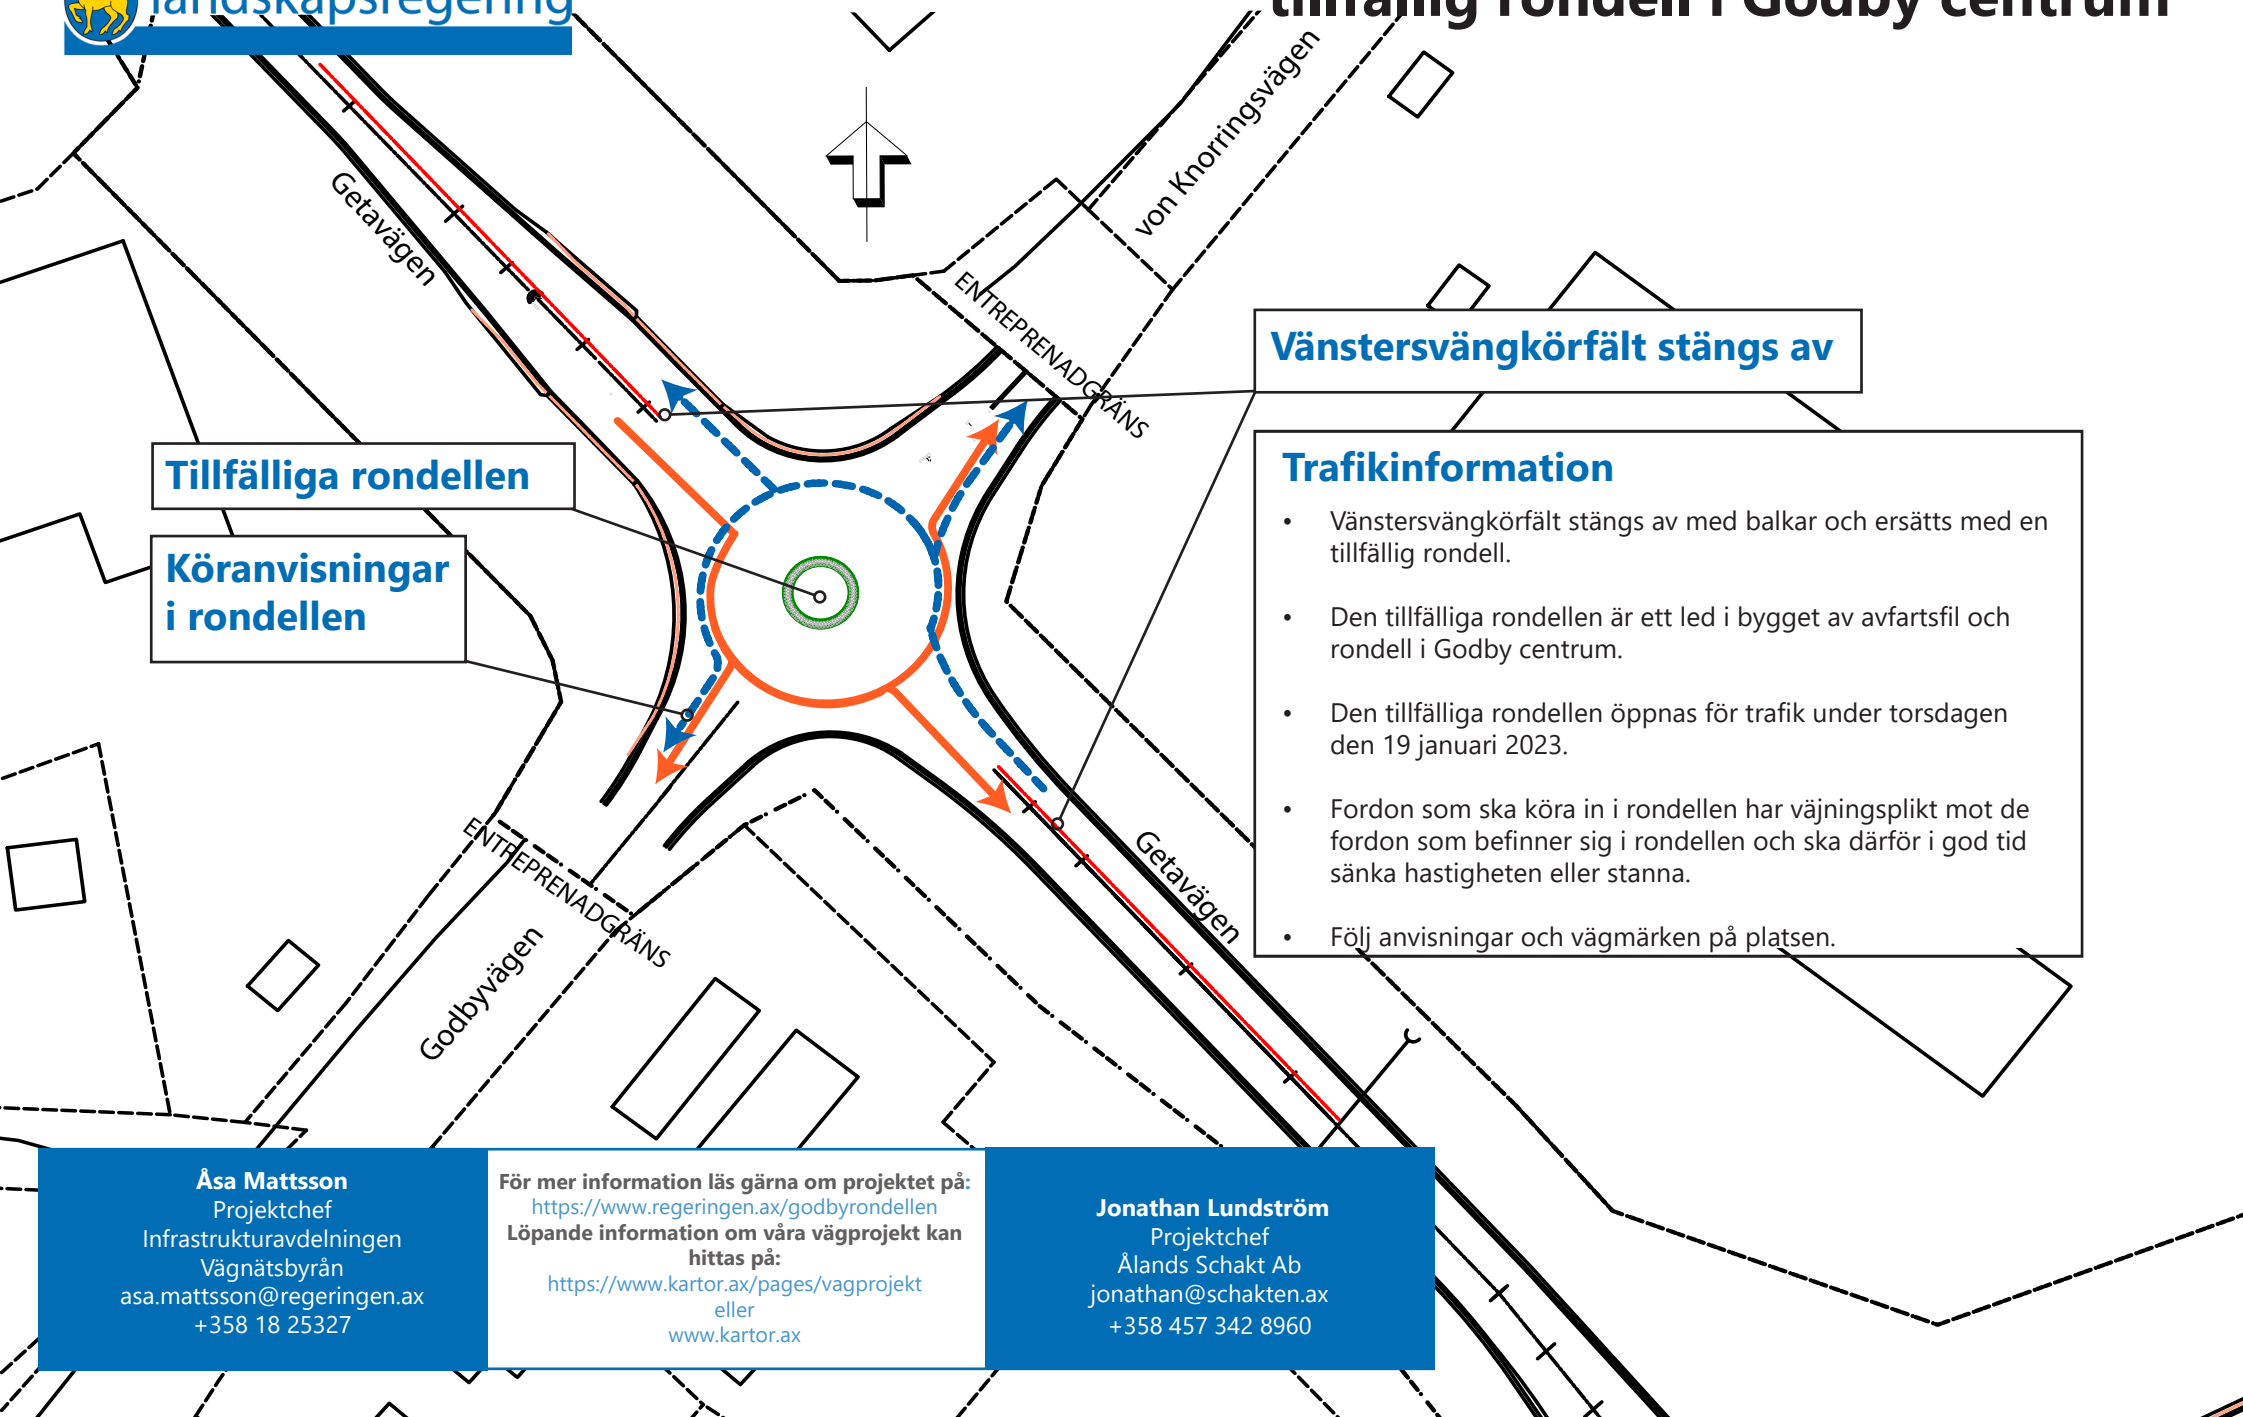 landskapsregering
tillfällig rondell i Godby centrum
von Knorringsvägen
Getavägen
ENTREPRENADGRÄNS
Vänstersvängkörfält stängs av
Tillfälliga rondellen
Köranvisningar
i rondellen
Trafikinformation
• Vänstersvängkörfält stängs av med balkar och ersätts med en
tillfällig rondell.
• Den tillfälliga rondellen är ett led i bygget av avfartsfil och
rondell i Godby centrum.
• Den tillfälliga rondellen öppnas för trafik under torsdagen
den 19 januari 2023.
• Fordon som ska köra in i rondellen har väjningsplikt mot de
fordon som befinner sig i rondellen och ska därför i god tid
sänka hastigheten eller stanna.
• Följ anvisningar och vägmärken på platsen.
Getavägen
ENTREPRENADGRÄNS
Godbyvägen
Åsa Mattsson
Projektchef
Infrastrukturavdelningen
Vägnätsbyrån
asa.mattsson@regeringen.ax
+358 18 25327
För mer information läs gärna om projektet på:
https://www.regeringen.ax/godbyrondellen
Löpande information om våra vägprojekt kan
hittas på:
https://www.kartor.ax/pages/vagprojekt
eller
www.kartor.ax
Jonathan Lundström
Projektchef
Ålands Schakt Ab
jonathan@schakten.ax
+358 457 342 8960